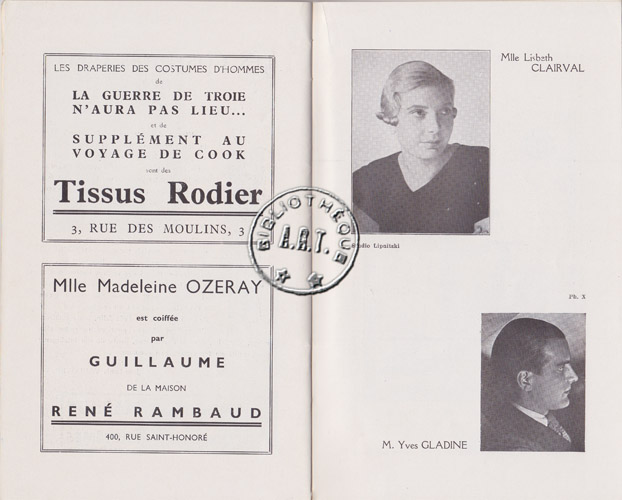 LES DRAPERIES DES COSTUMES D'HOMMES
de
LA GUERRE DE TROIE
N'AURA PAS LIEU...
et de
SUPPLÉMENT AU
VOYAGE DE COOK
sont des
Tissus Rodier
3, RUE DES MOULINS, 3
Mlle Madeleine OZERAY
est coiffée
par
GUILLAUME
DE LA MAISON
RENÉ RAMBAUD
400, RUE SAINT-HONORÉ
BIBLIOTHÈQUE
A.R.T.
Mlle Lisbeth
CLAIRVAL
Lipnitzki
Ph. X
M. Yves GLADINE